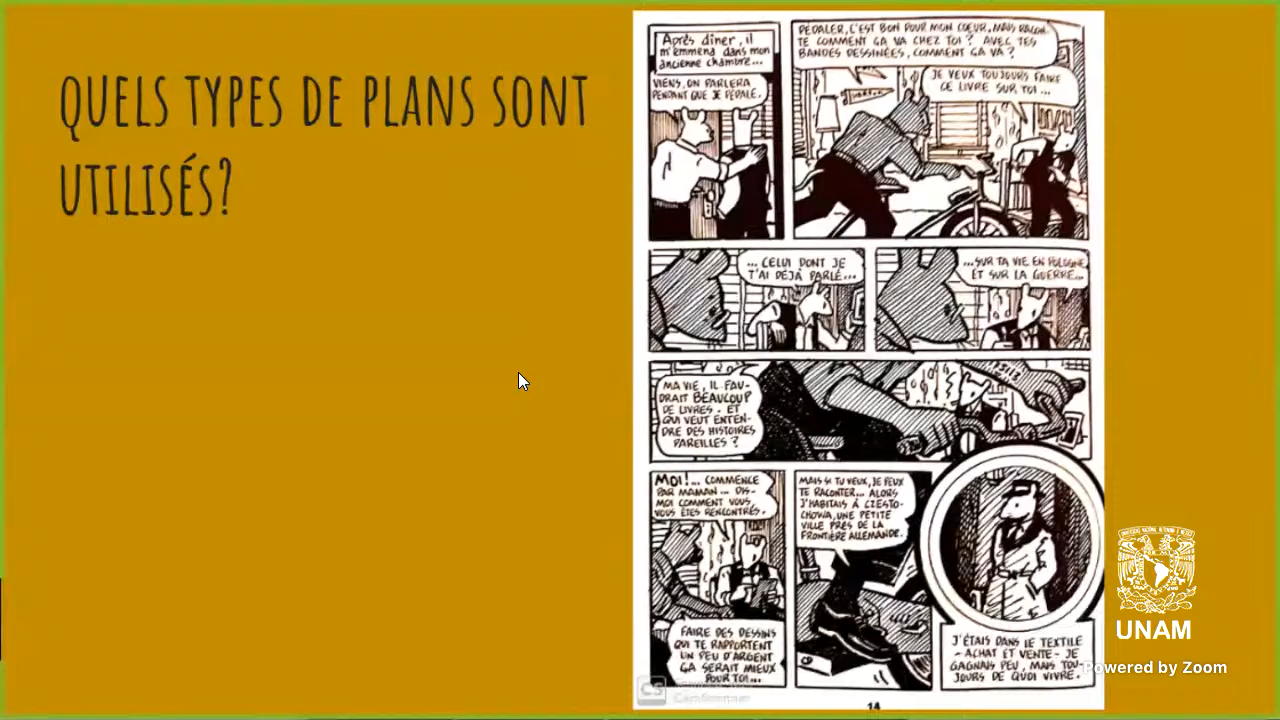 QUELS TYPES DE PLANS SONT
UTILISÉS?
Après dîner, il
m'emmena dans mon
ancienne chambre...
VIENS, ON PARLERA
PENDANT QUE JE PÉDALE.
PÉDALER, C'EST BON POUR MON COEUR, MAIS RACON-
TE COMMENT ÇA VA CHEZ TOI ? AVEC TES
BANDES DESSINÉES, COMMENT ÇA VA ?
JE VEUX TOUJOURS FAIRE
CE LIVRE SUR TOI...
... CELUI DONT JE
T'AI DÉJÀ PARLÉ...
...SUR TA VIE EN POLOGNE
ET SUR LA GUERRE...
MA VIE, IL FAU-
DRAIT BEAUCOUP
DE LIVRES. ET
QUI VEUT ENTEN-
DRE DES HISTOIRES
PAREILLES ?
MOI!... COMMENCE
PAR MAMAN... DIS-
MOI COMMENT VOUS
VOUS ÊTES RENCONTRÉS.
FAIRE DES DESSINS
QUI TE RAPPORTENT
UN PEU D'ARGENT
ÇA SERAIT MIEUX
POUR TOI...
MAIS SI TU VEUX, JE PEUX
TE RACONTER... ALORS
J'HABITAIS À CZESTO-
CHOWA, UNE PETITE
VILLE PRÈS DE LA
FRONTIÈRE ALLEMANDE.
J'ÉTAIS DANS LE TEXTILE
- ACHAT ET VENTE - JE
GAGNAIS PEU, MAIS TOU-
JOURS DE QUOI VIVRE.
CS
CamScanner
14
UNAM
Powered by Zoom